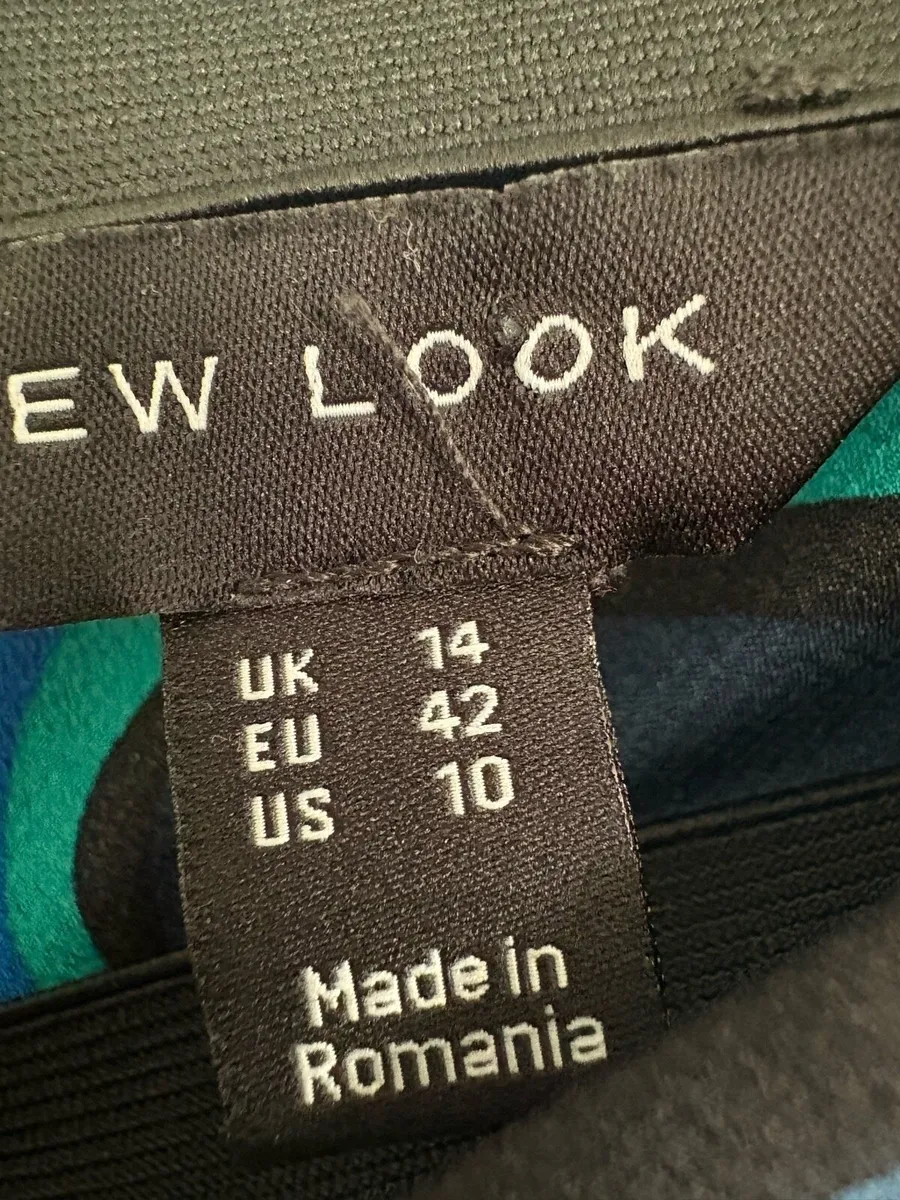 EW LOOK
UK 14
EU 42
US 10
Made in
Romania